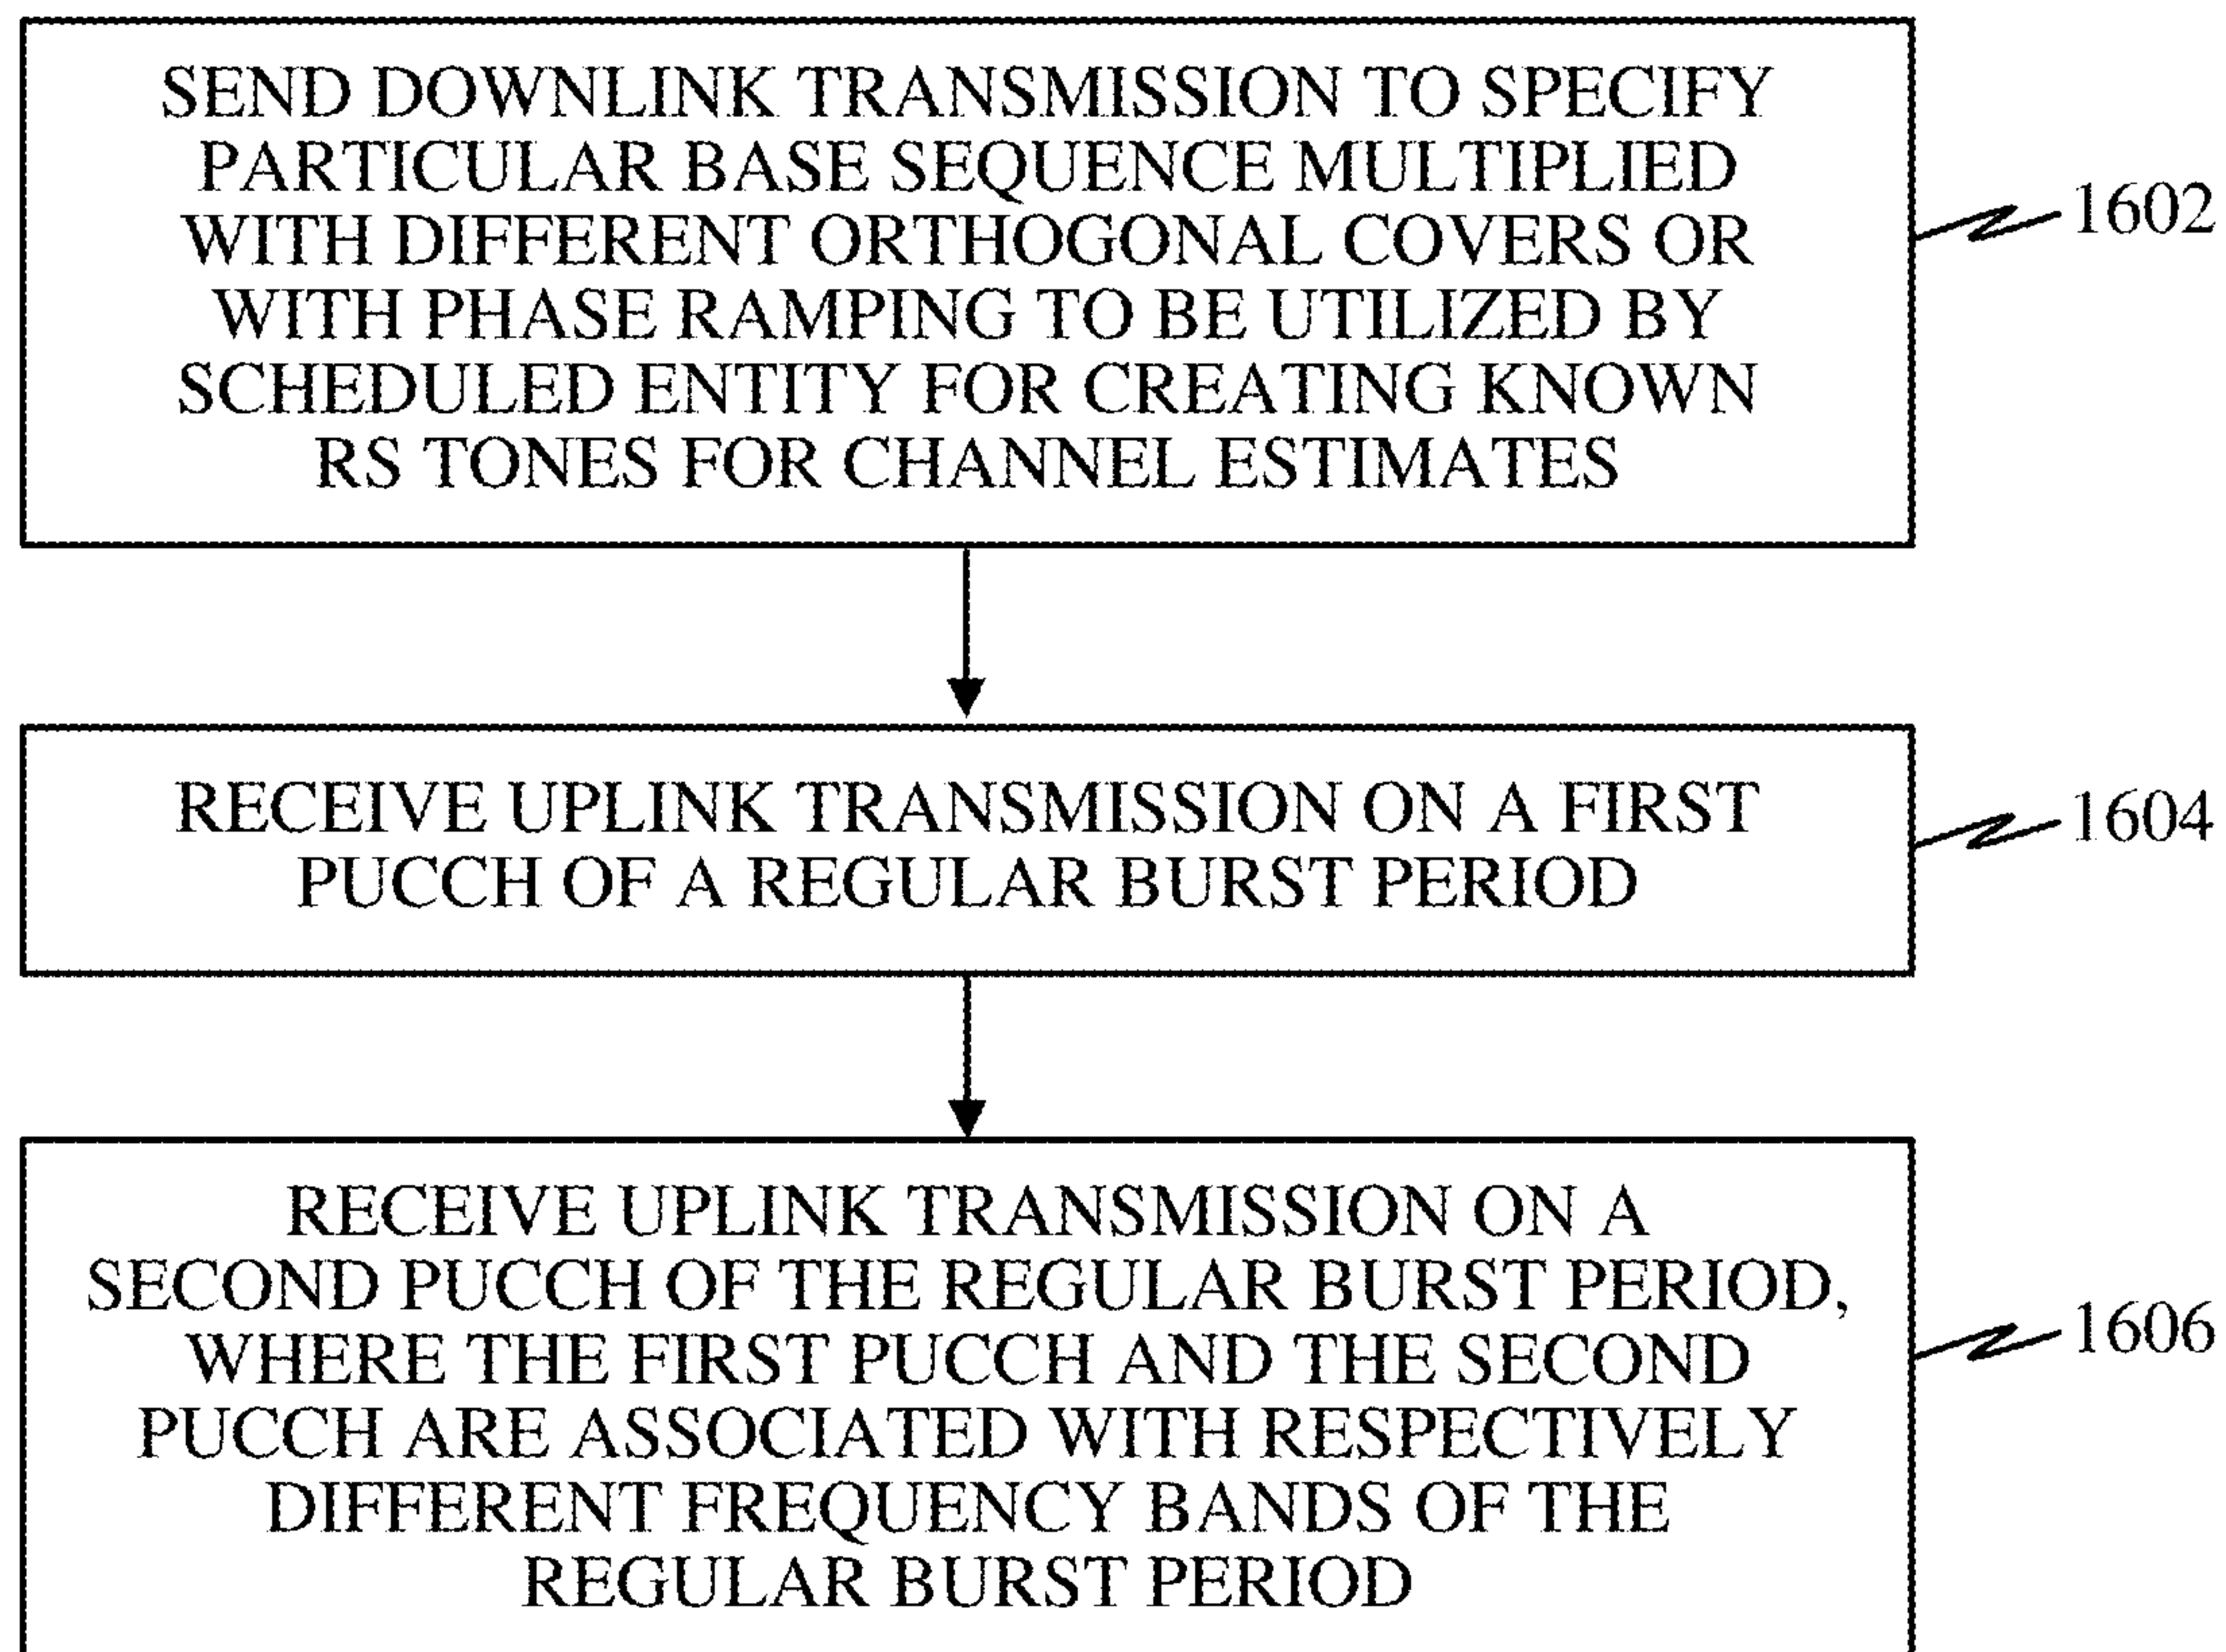 SEND DOWNLINK TRANSMISSION TO SPECIFY
PARTICULAR BASE SEQUENCE MULTIPLIED
WITH DIFFERENT ORTHOGONAL COVERS OR
WITH PHASE RAMPING TO BE UTILIZED BY
SCHEDULED ENTITY FOR CREATING KNOWN
RS TONES FOR CHANNEL ESTIMATES
1602
RECEIVE UPLINK TRANSMISSION ON A FIRST
PUCCH OF A REGULAR BURST PERIOD
1604
RECEIVE UPLINK TRANSMISSION ON A
SECOND PUCCH OF THE REGULAR BURST PERIOD,
WHERE THE FIRST PUCCH AND THE SECOND
PUCCH ARE ASSOCIATED WITH RESPECTIVELY
DIFFERENT FREQUENCY BANDS OF THE
REGULAR BURST PERIOD
1606